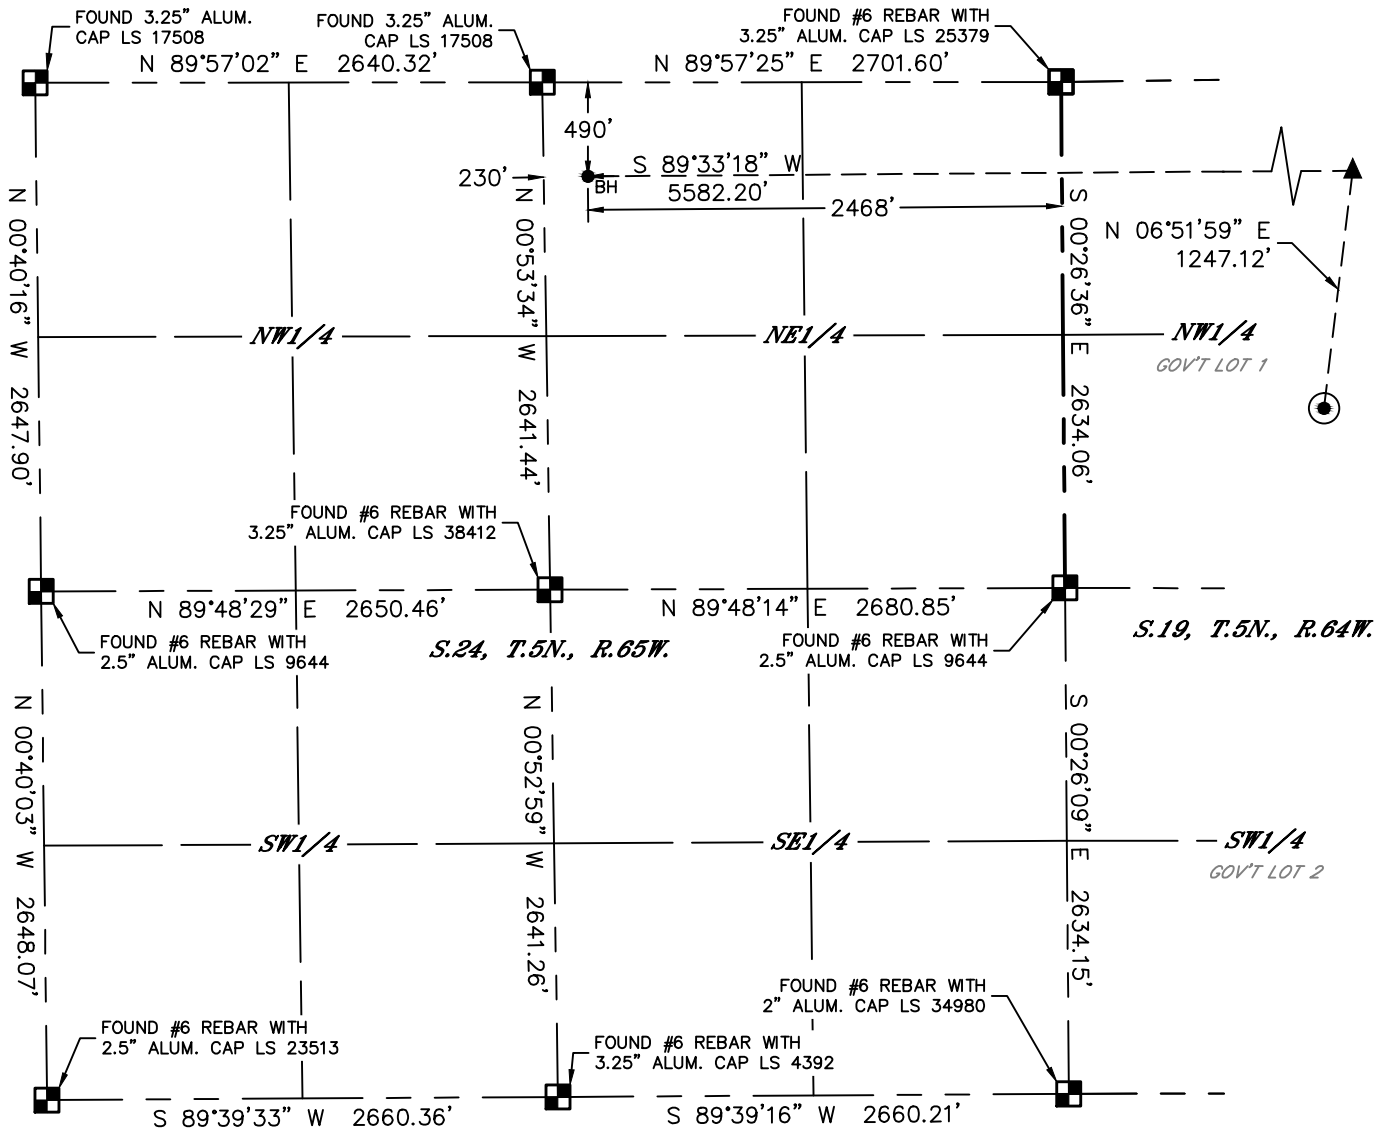 FOUND 3.25" ALUM.
CAP LS 17508
FOUND 3.25" ALUM.
CAP LS 17508
FOUND #6 REBAR WITH
3.25" ALUM. CAP LS 25379
N 89°57'02" E 2640.32'
N 89°57'25" E 2701.60'
490'
230'
BH
S 89°33'18" W
5582.20'
2468'
N 06°51'59" E
1247.12'
N 00°40'16" W 2647.90'
N 00°53'34" W 2641.44'
S 00°26'36" E 2634.06'
NW1/4
NE1/4
NW1/4
GOV'T LOT 1
FOUND #6 REBAR WITH
3.25" ALUM. CAP LS 38412
N 89°48'29" E 2650.46'
N 89°48'14" E 2680.85'
FOUND #6 REBAR WITH
2.5" ALUM. CAP LS 9644
S.24, T.5N., R.65W.
FOUND #6 REBAR WITH
2.5" ALUM. CAP LS 9644
S.19, T.5N., R.64W.
N 00°40'03" W 2648.07'
N 00°52'59" W 2641.26'
S 00°26'09" E 2634.15'
SW1/4
SE1/4
SW1/4
GOV'T LOT 2
FOUND #6 REBAR WITH
2.5" ALUM. CAP LS 23513
FOUND #6 REBAR WITH
3.25" ALUM. CAP LS 4392
FOUND #6 REBAR WITH
2" ALUM. CAP LS 34980
S 89°39'33" W 2660.36'
S 89°39'16" W 2660.21'